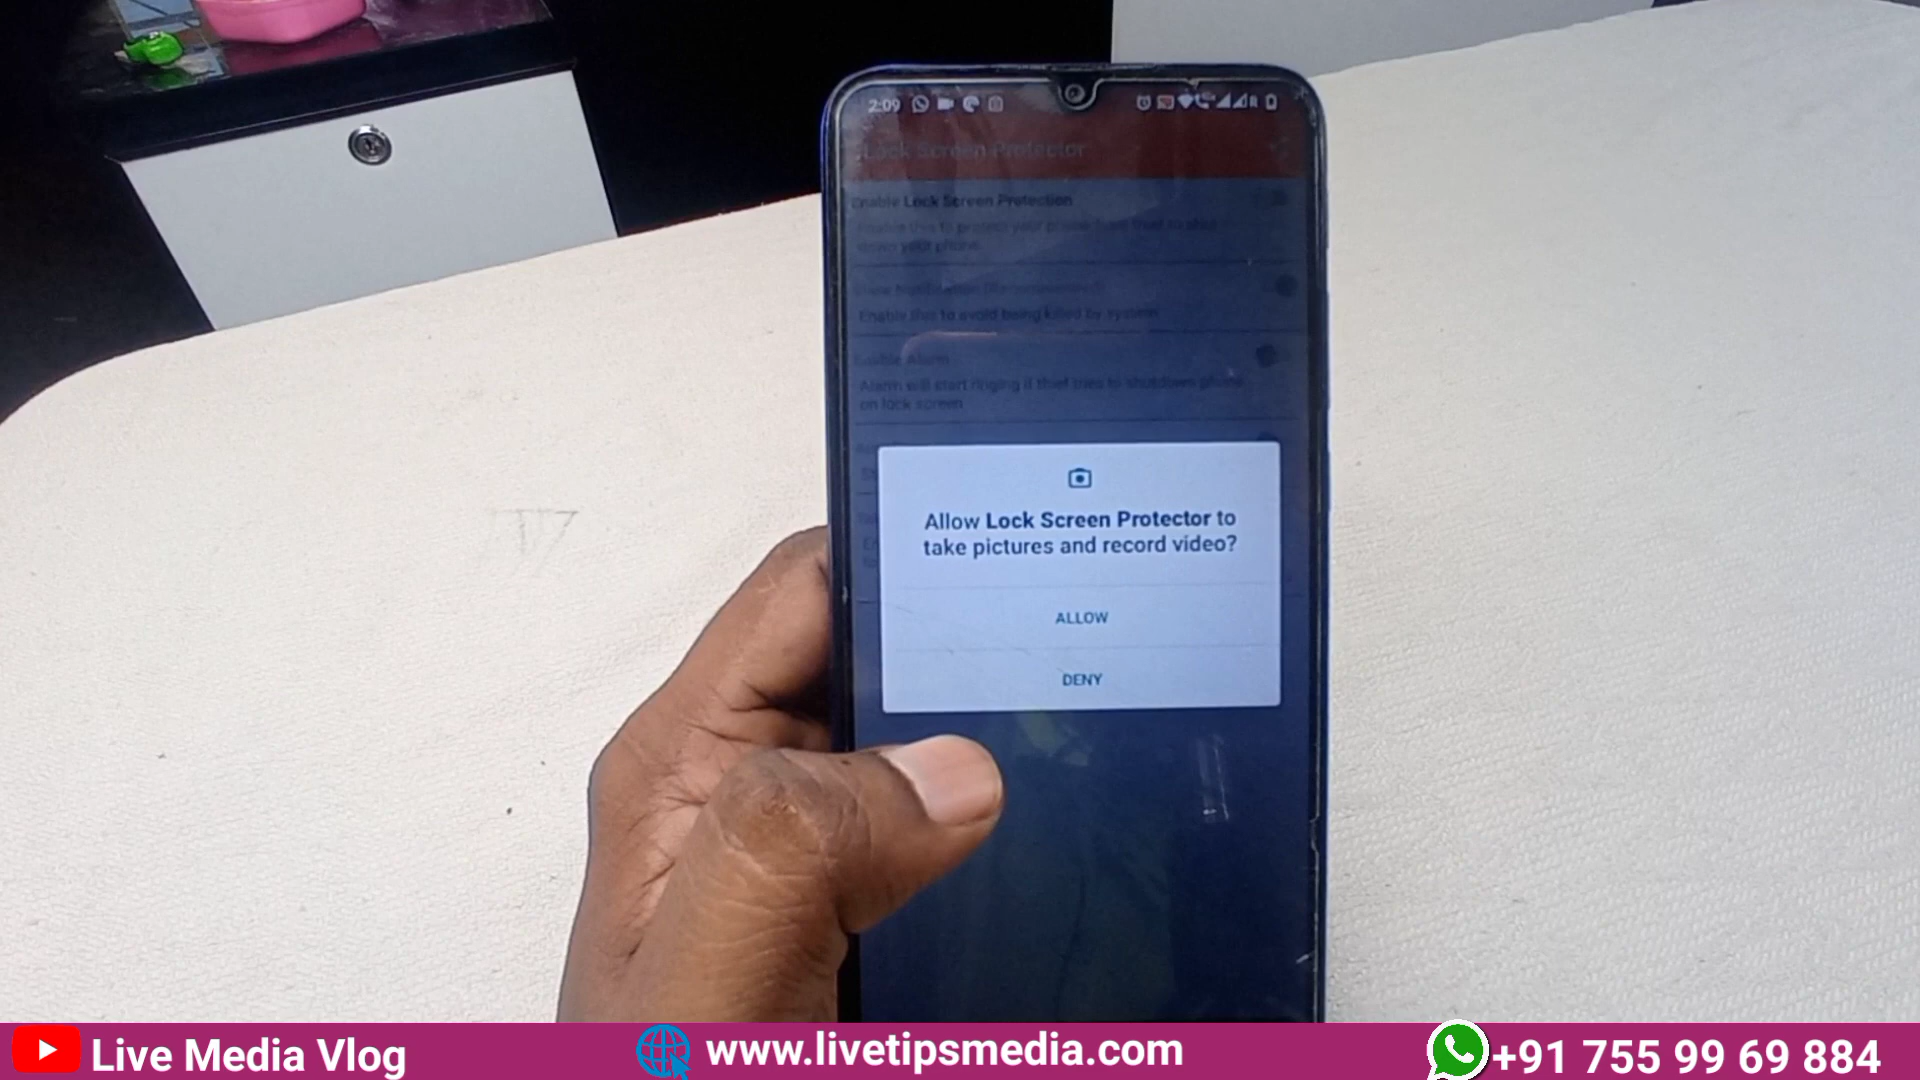 2:09
Lock Screen Protector
Enable Lock Screen Protection
Enable this to protect your phone from thief to shut
down your phone.
Show Notification (Recommended)
Enable this to avoid being killed by system
Enable Alarm
Alarm will start ringing if thief tries to shutdown phone
on lock screen
Allow Lock Screen Protector to
take pictures and record video?
ALLOW
DENY
Live Media Vlog
www.livetipsmedia.com
+91 755 99 69 884